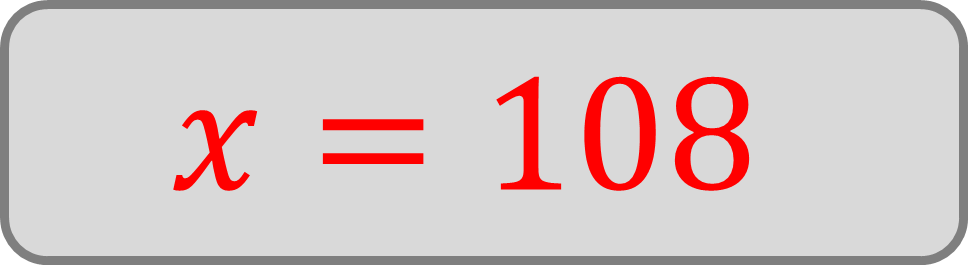 x = 108